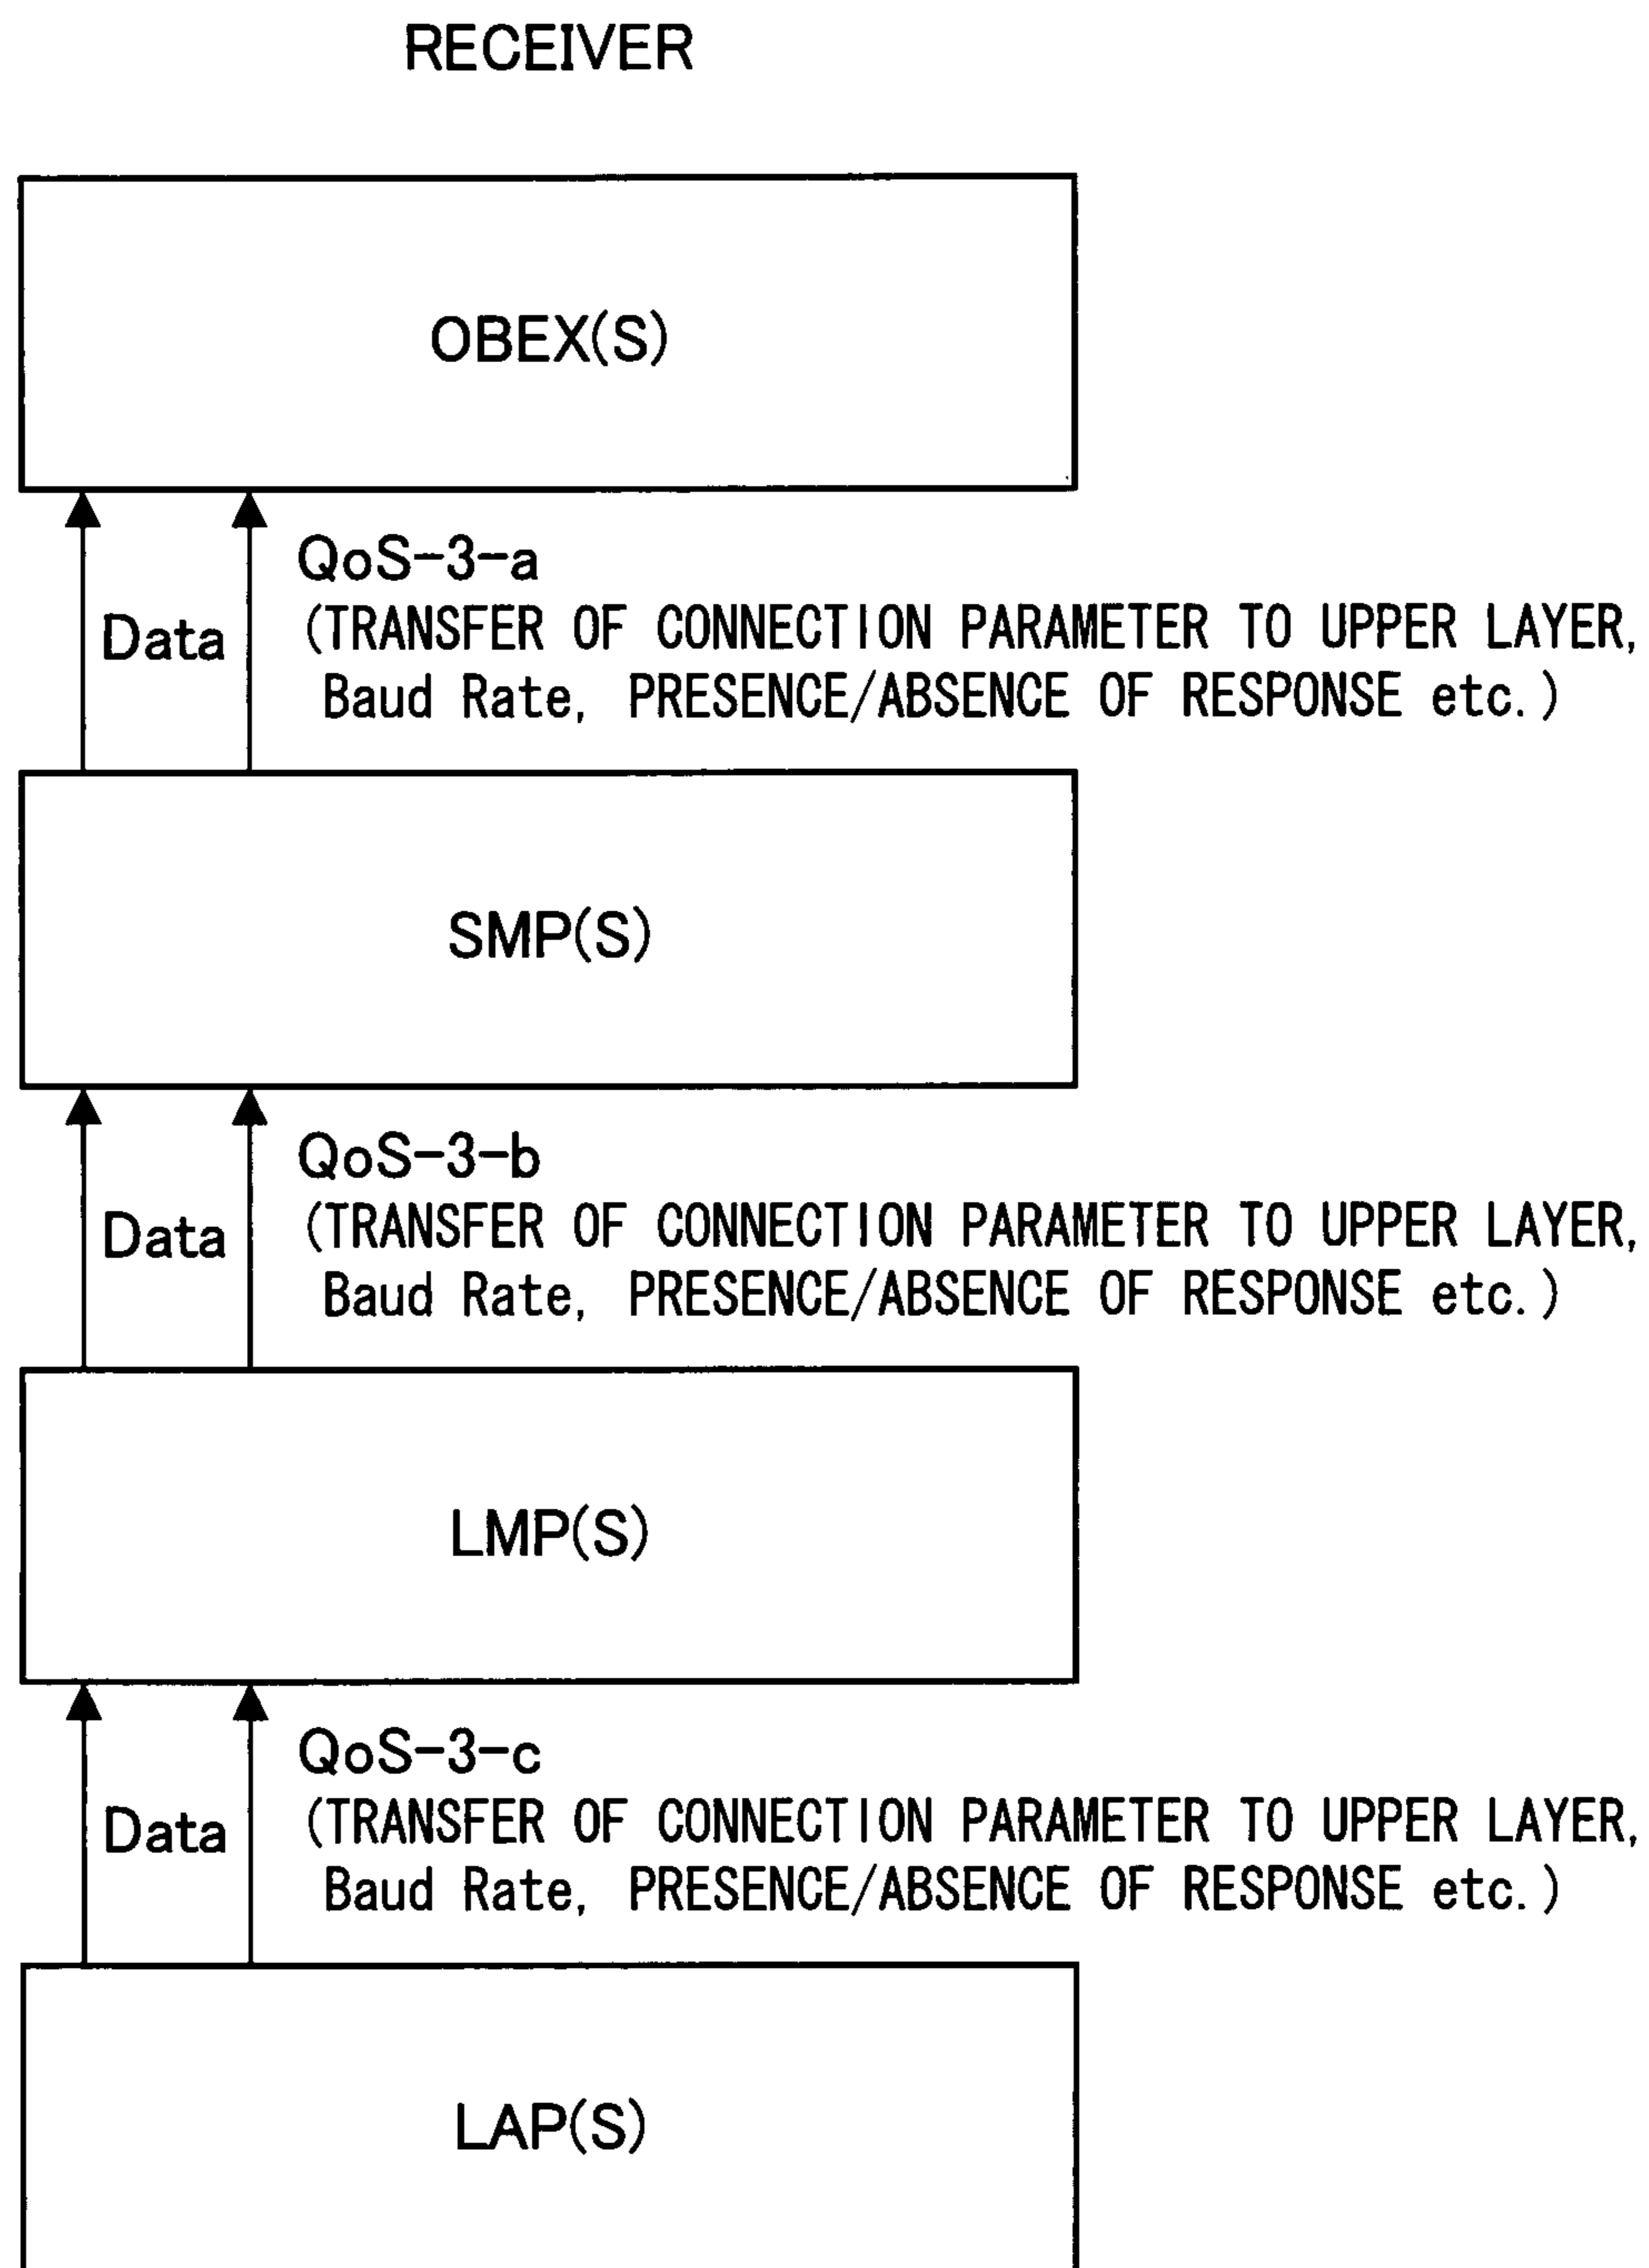 RECEIVER
OBEX(S)
QoS-3-a
Data
(TRANSFER OF CONNECTION PARAMETER TO UPPER LAYER,
Baud Rate, PRESENCE/ABSENCE OF RESPONSE etc.)
SMP(S)
QoS-3-b
Data
(TRANSFER OF CONNECTION PARAMETER TO UPPER LAYER,
Baud Rate, PRESENCE/ABSENCE OF RESPONSE etc.)
LMP(S)
QoS-3-c
Data
(TRANSFER OF CONNECTION PARAMETER TO UPPER LAYER,
Baud Rate, PRESENCE/ABSENCE OF RESPONSE etc.)
LAP(S)